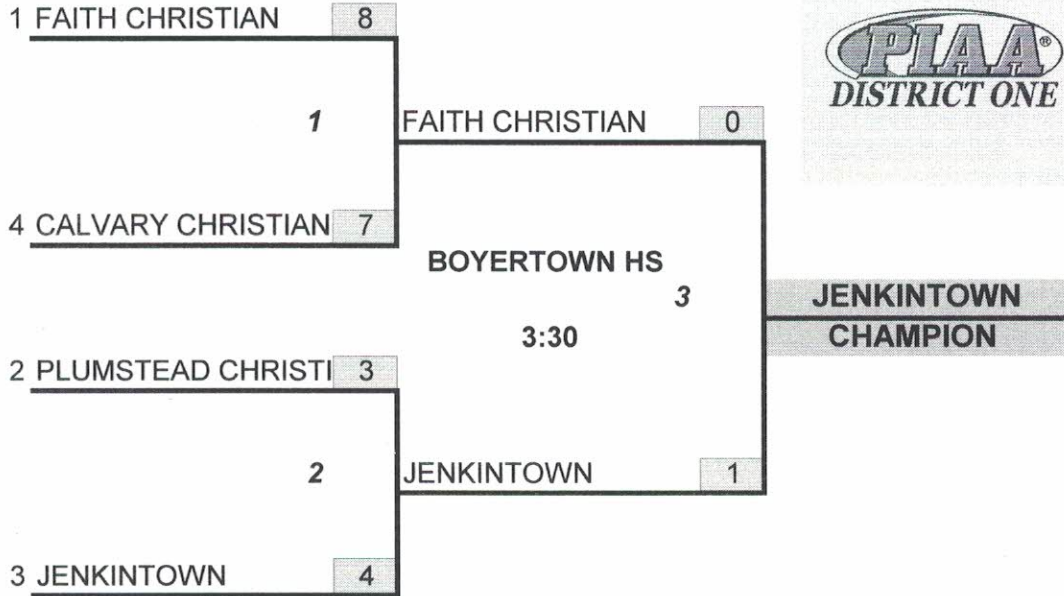 1 FAITH CHRISTIAN 8
PIAA®
DISTRICT ONE
1 FAITH CHRISTIAN 0
4 CALVARY CHRISTIAN 7
BOYERTOWN HS
3
JENKINTOWN
3:30
CHAMPION
2 PLUMSTEAD CHRISTI 3
2 JENKINTOWN 1
3 JENKINTOWN 4